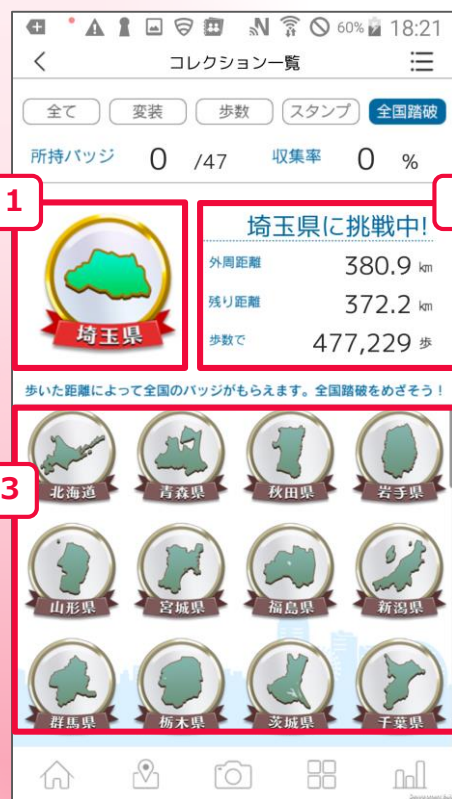 60% 18:21
コレクション一覧
全て 変装 歩数 スタンプ 全国踏破
所持バッジ 0 /47 収集率 0 %
1
埼玉県
埼玉県に挑戦中!
外周距離 380.9 km
残り距離 372.2 km
歩数で 477,229 歩
歩いた距離によって全国のバッジがもらえます。全国踏破をめざそう!
3
北海道 青森県 秋田県 岩手県
山形県 宮城県 福島県 新潟県
群馬県 栃木県 茨城県 千葉県